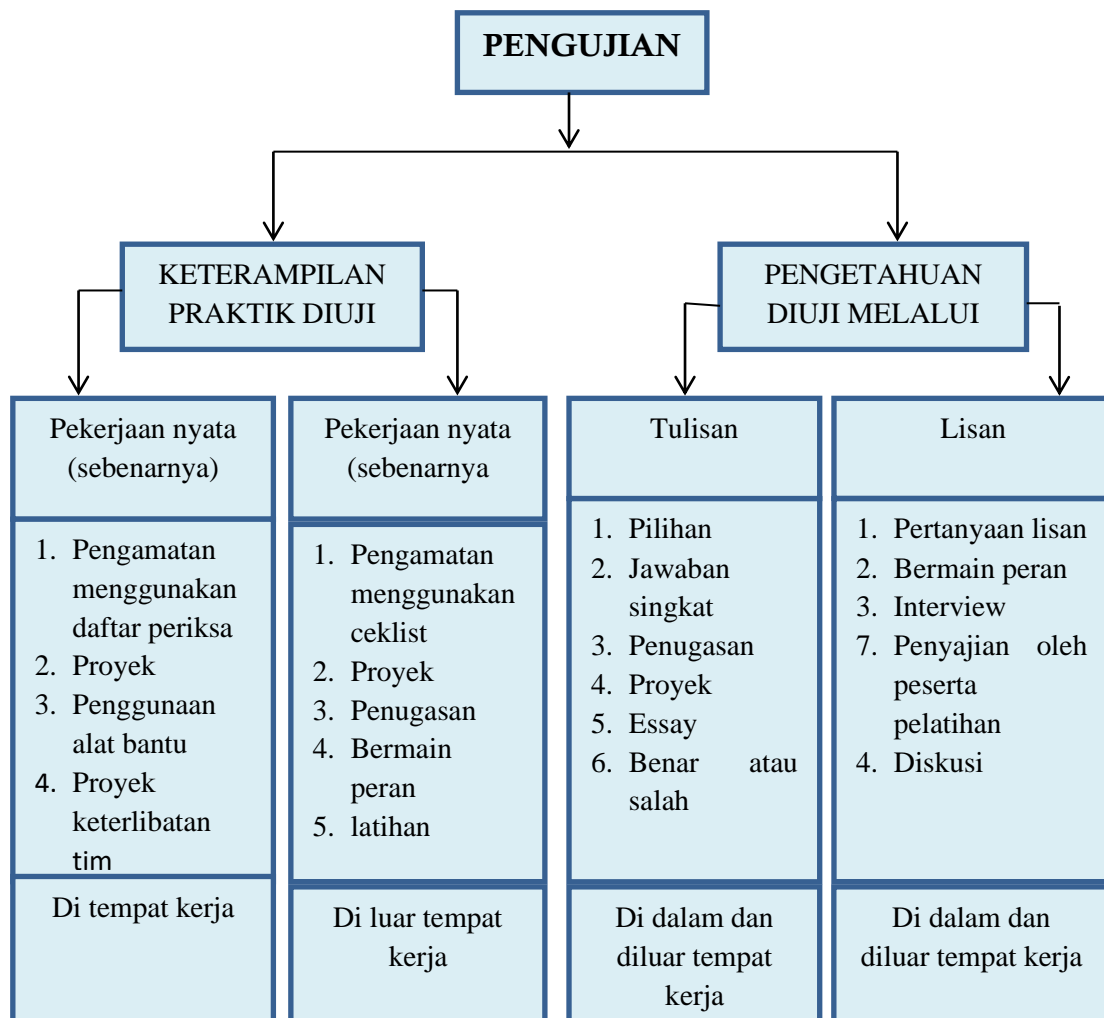 PENGUJIAN
KETERAMPILAN
PRAKTIK DIUJI
PENGETAHUAN
DIUJI MELALUI
Pekerjaan nyata
(sebenarnya)
1. Pengamatan
menggunakan
daftar periksa
2. Proyek
3. Penggunaan
alat bantu
4. Proyek
keterlibatan
tim
Di tempat kerja
Pekerjaan nyata
(sebenarnya
1. Pengamatan
menggunakan
ceklist
2. Proyek
3. Penugasan
4. Bermain
peran
5. latihan
Di luar tempat
kerja
Tulisan
1. Pilihan
2. Jawaban
singkat
3. Penugasan
4. Proyek
5. Essay
6. Benar atau
salah
Di dalam dan
diluar tempat
kerja
Lisan
1. Pertanyaan lisan
2. Bermain peran
3. Interview
7. Penyajian oleh
peserta
pelatihan
4. Diskusi
Di dalam dan
diluar tempat kerja